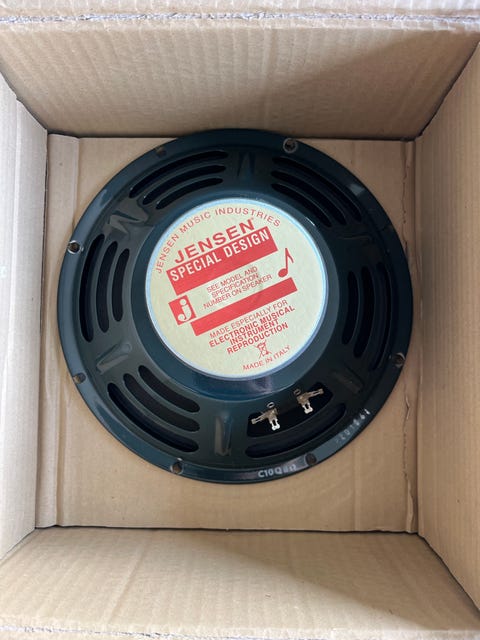 JENSEN MUSIC INDUSTRIES
JENSEN®
SPECIAL DESIGN
SEE MODEL AND
SPECIFICATION
NUMBER ON SPEAKER
j
MADE ESPECIALLY FOR
ELECTRONIC MUSICAL
INSTRUMENT
REPRODUCTION
MADE IN ITALY